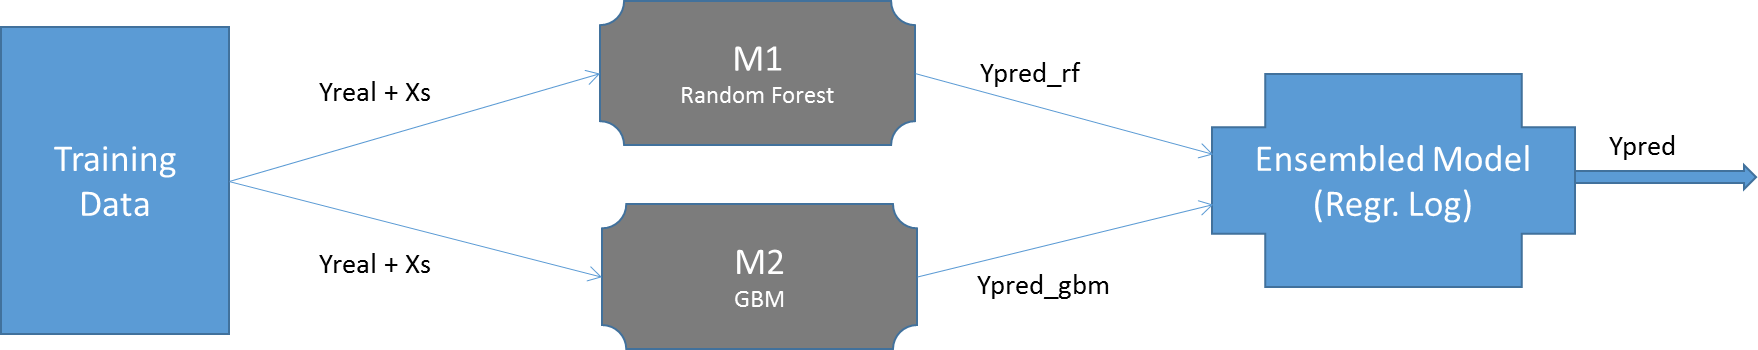 Training
Data
Yreal + Xs
Yreal + Xs
M1
Random Forest
M2
GBM
Ypred_rf
Ypred_gbm
Ensembled Model
(Regr. Log)
Ypred